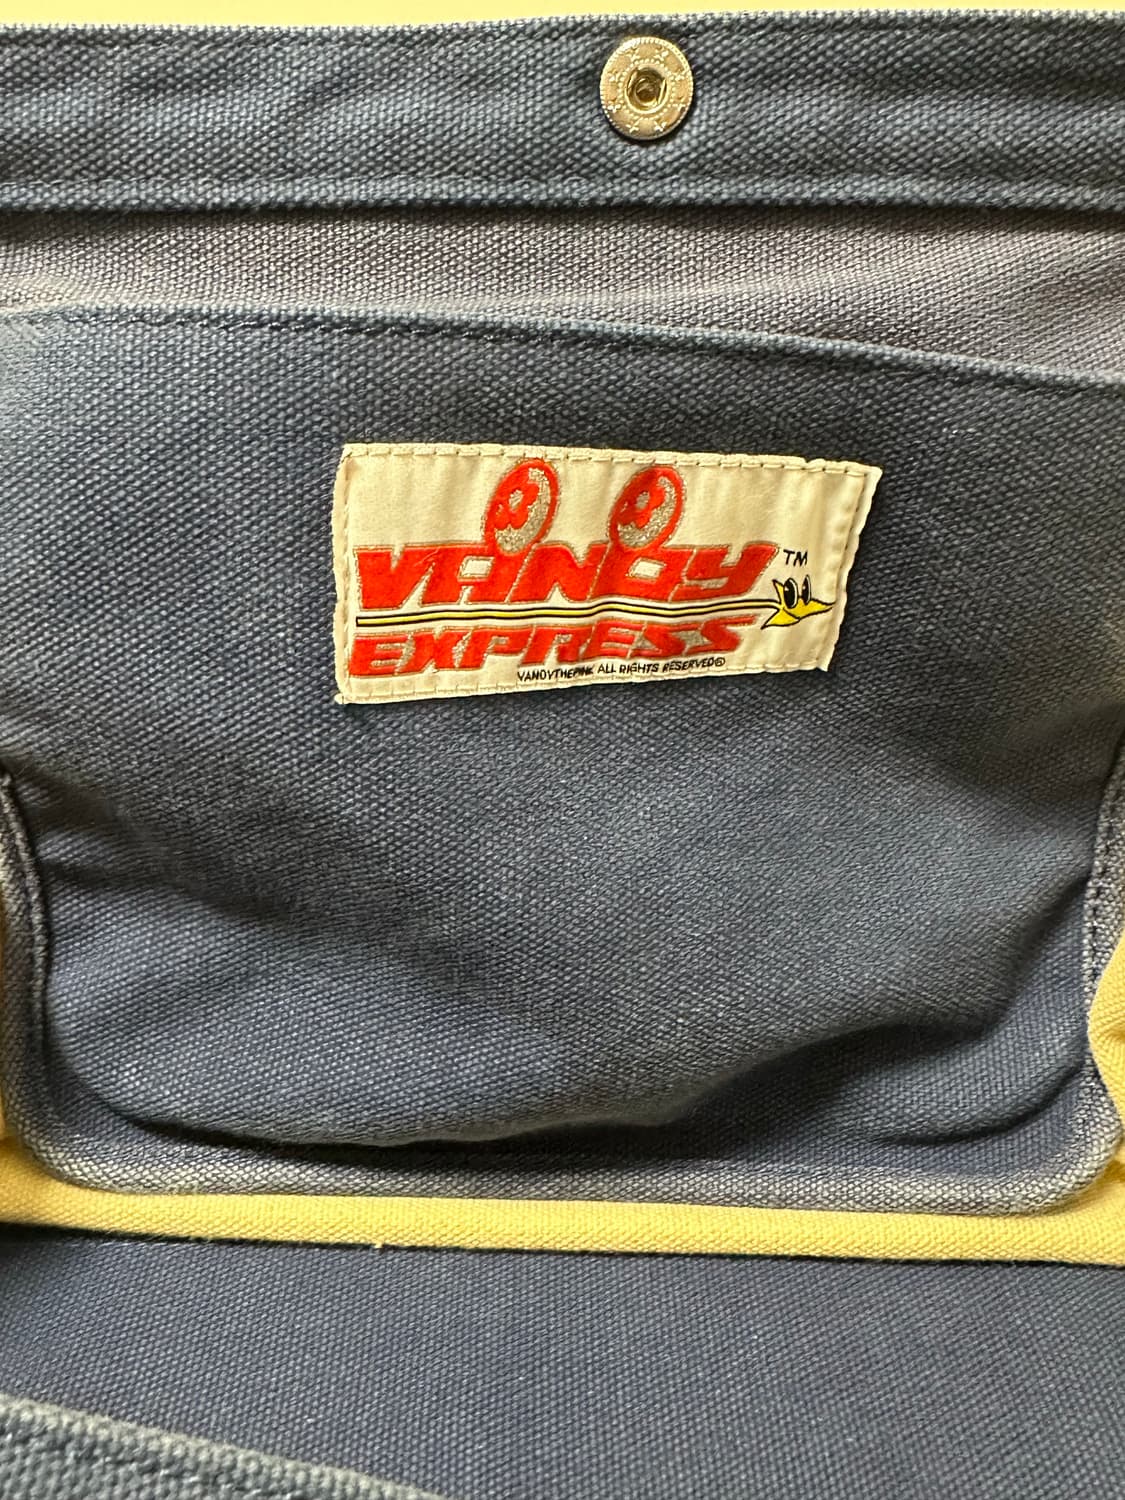 VANDY
TM
EXPRESS
VANDYTHEPINK ALL RIGHTS RESERVED®